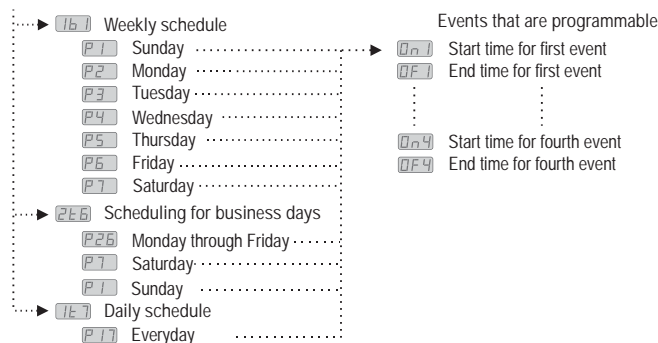 1b1 Weekly schedule
P1 Sunday
P2 Monday
P3 Tuesday
P4 Wednesday
P5 Thursday
P6 Friday
P7 Saturday
2t6 Scheduling for business days
P26 Monday through Friday
P7 Saturday
P1 Sunday
1t7 Daily schedule
P17 Everyday
Events that are programmable
On1 Start time for first event
OF1 End time for first event
On4 Start time for fourth event
OF4 End time for fourth event